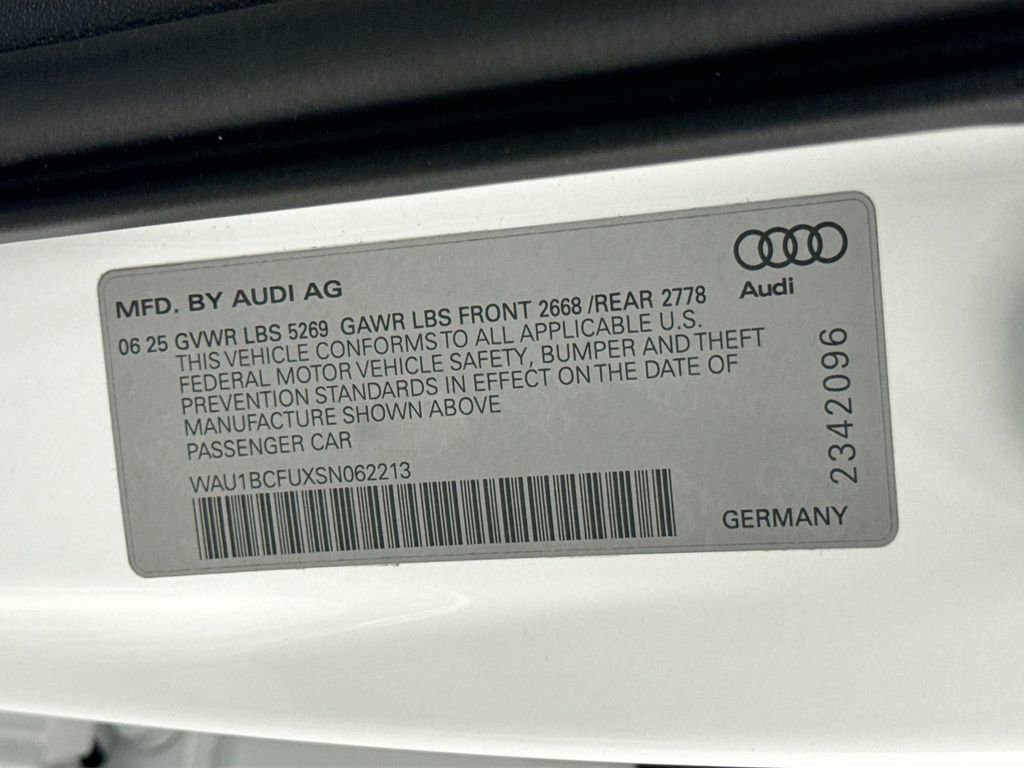 Audi
MFD. BY AUDI AG
06 25 GVWR LBS 5269 GAWR LBS FRONT 2668 /REAR 2778
THIS VEHICLE CONFORMS TO ALL APPLICABLE U.S.
FEDERAL MOTOR VEHICLE SAFETY, BUMPER AND THEFT
PREVENTION STANDARDS IN EFFECT ON THE DATE OF
MANUFACTURE SHOWN ABOVE
PASSENGER CAR
WAU1BCFUXSN062213
GERMANY
2342096